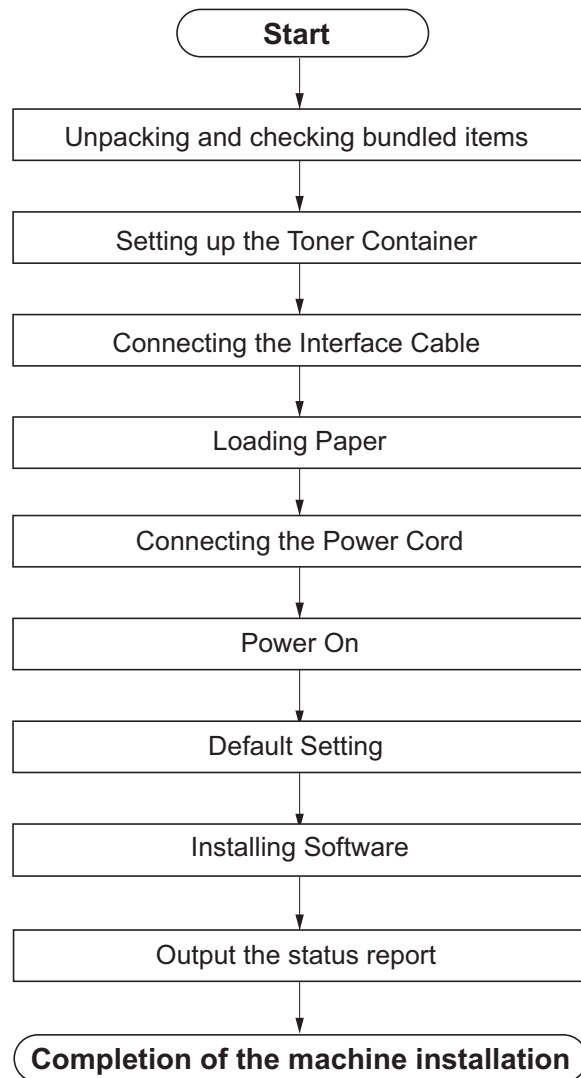 Start
Unpacking and checking bundled items
Setting up the Toner Container
Connecting the Interface Cable
Loading Paper
Connecting the Power Cord
Power On
Default Setting
Installing Software
Output the status report
Completion of the machine installation